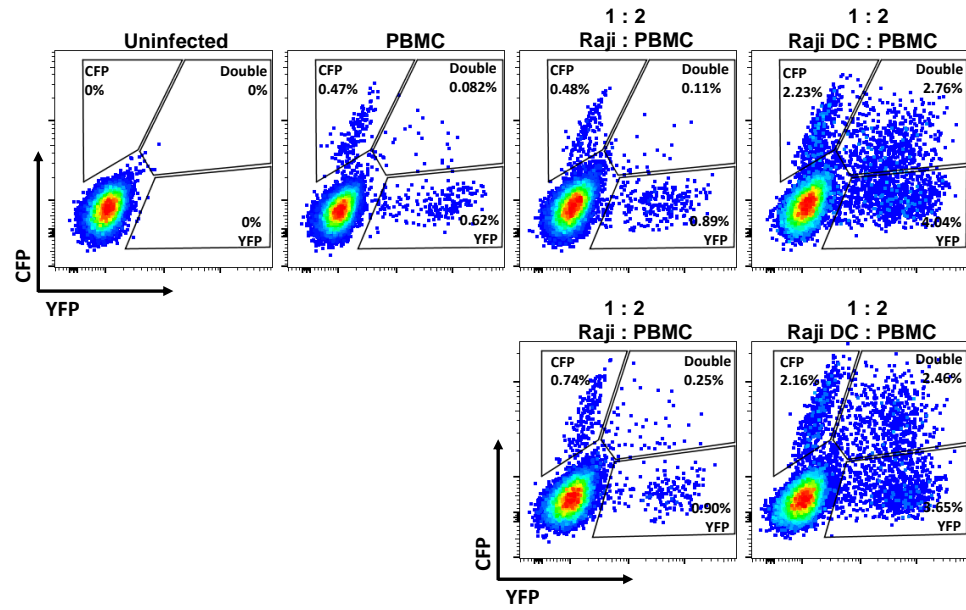 Uninfected
CFP
0%
Double
0%
0%
YFP
PBMC
CFP
0.47%
Double
0.082%
0.62%
YFP
1 : 2
Raji : PBMC
CFP
0.48%
Double
0.11%
0.89%
YFP
1 : 2
Raji DC : PBMC
CFP
2.23%
Double
2.76%
4.04%
YFP
CFP
YFP
1 : 2
Raji : PBMC
CFP
0.74%
Double
0.25%
0.90%
YFP
1 : 2
Raji DC : PBMC
CFP
2.16%
Double
2.46%
YFP
CFP
YFP